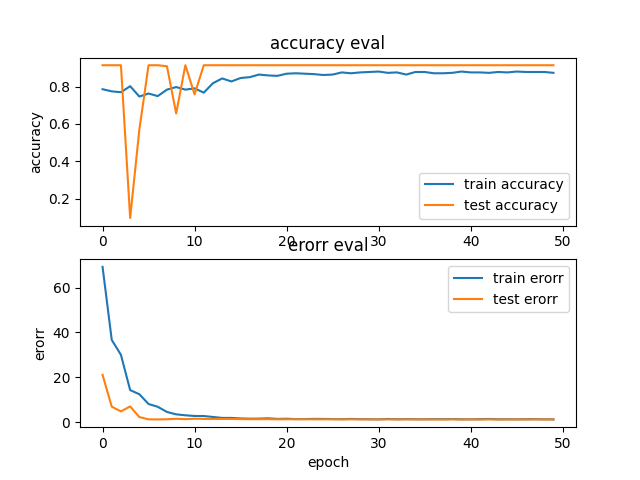 accuracy eval
accuracy
0.8
0.6
0.4
0.2
train accuracy
test accuracy
0 10 20 30 40 50
erorr eval
erorr
60
40
20
0
train erorr
test erorr
0 10 20 30 40 50
epoch